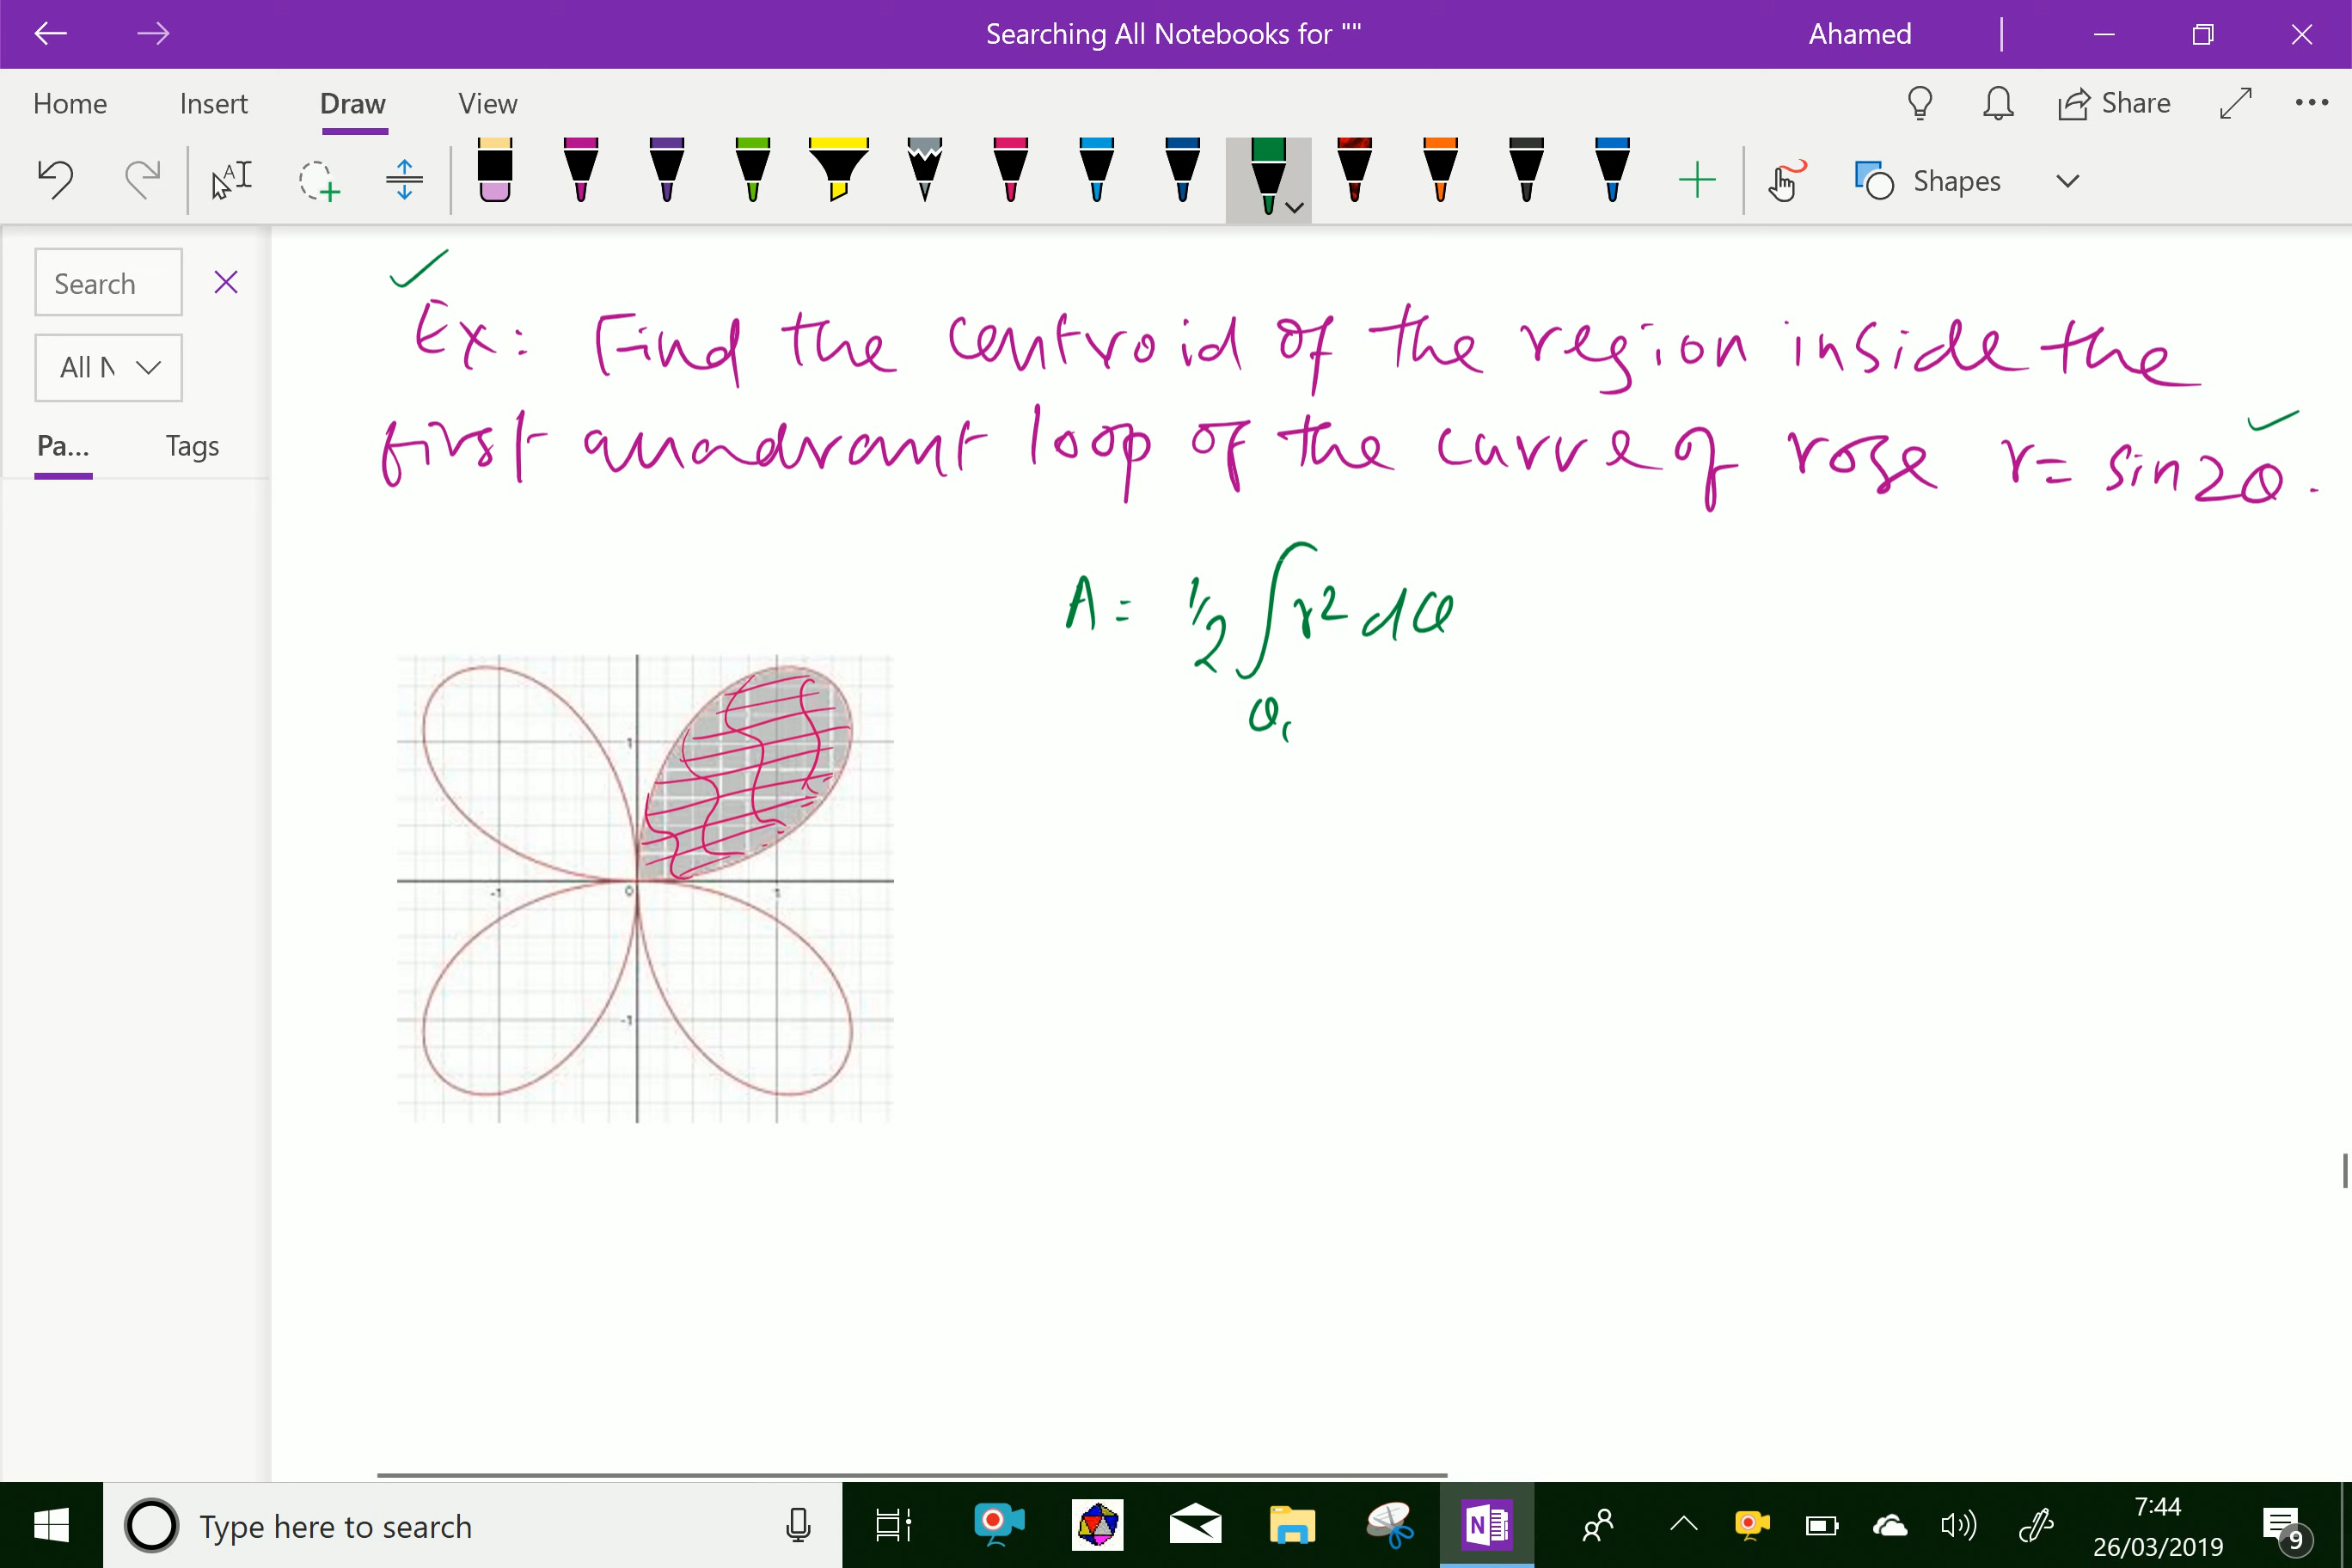 Searching All Notebooks for ""
Ahamed
Home Insert Draw View
Share
Shapes
Search
All N
Pa... Tags
Ex: Find the centroid of the region inside the
first quadrant loop of the curve of rose r = sin2θ.
A = 1/2 ∫ r² dθ
θ₁
1
-1 0 1
-1
Type here to search
7:44
26/03/2019
9